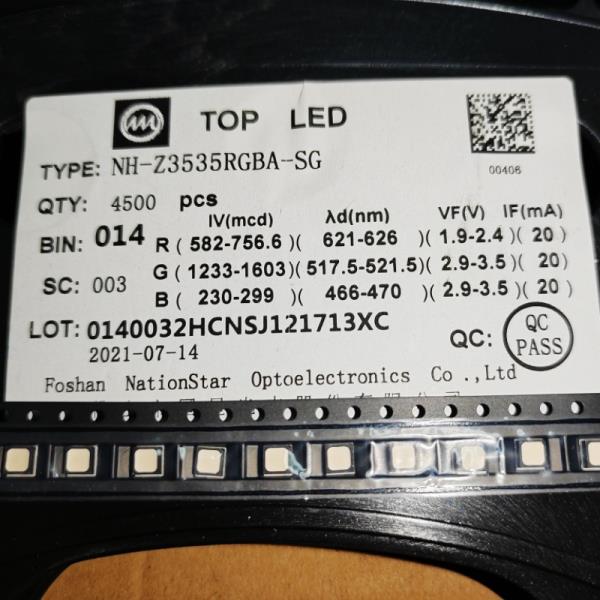 TOP LED
TYPE: NH-Z3535RGBA-SG
00406
QTY: 4500 pcs
IV(mcd) λd(nm) VF(V) IF(mA)
BIN: 014 R ( 582-756.6 )( 621-626 )( 1.9-2.4 )( 20 )
SC: 003 G ( 1233-1603)( 517.5-521.5)( 2.9-3.5 )( 20)
B ( 230-299 )( 466-470 )( 2.9-3.5 )( 20 )
LOT: 0140032HCNSJ121713XC
2021-07-14
QC: QC PASS
Foshan NationStar Optoelectronics Co .,Ltd